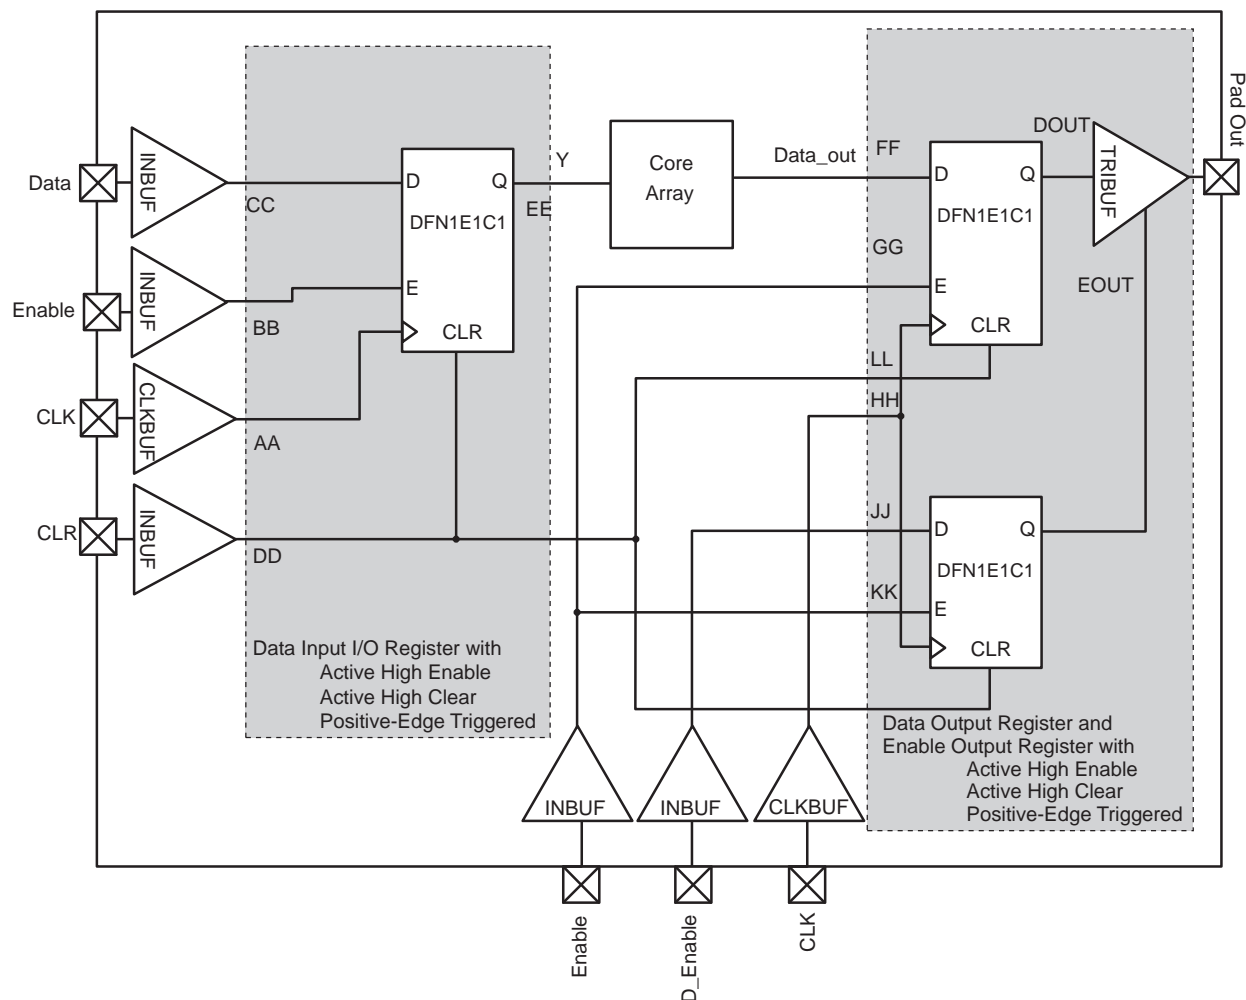 Pad Out
DOUT
TRIBUF
Data
INBUF
CC
D
Q
DFN1E1C1
E
CLR
Y
EE
Core
Array
Data_out
FF
D
Q
DFN1E1C1
GG
E
CLR
EOUT
Enable
INBUF
BB
CLK
CLKBUF
AA
LL
HH
CLR
INBUF
DD
JJ
D
Q
DFN1E1C1
KK
E
CLR
Data Input I/O Register with
Active High Enable
Active High Clear
Positive-Edge Triggered
Data Output Register and
Enable Output Register with
Active High Enable
Active High Clear
Positive-Edge Triggered
INBUF
INBUF
CLKBUF
Enable
D_Enable
CLK